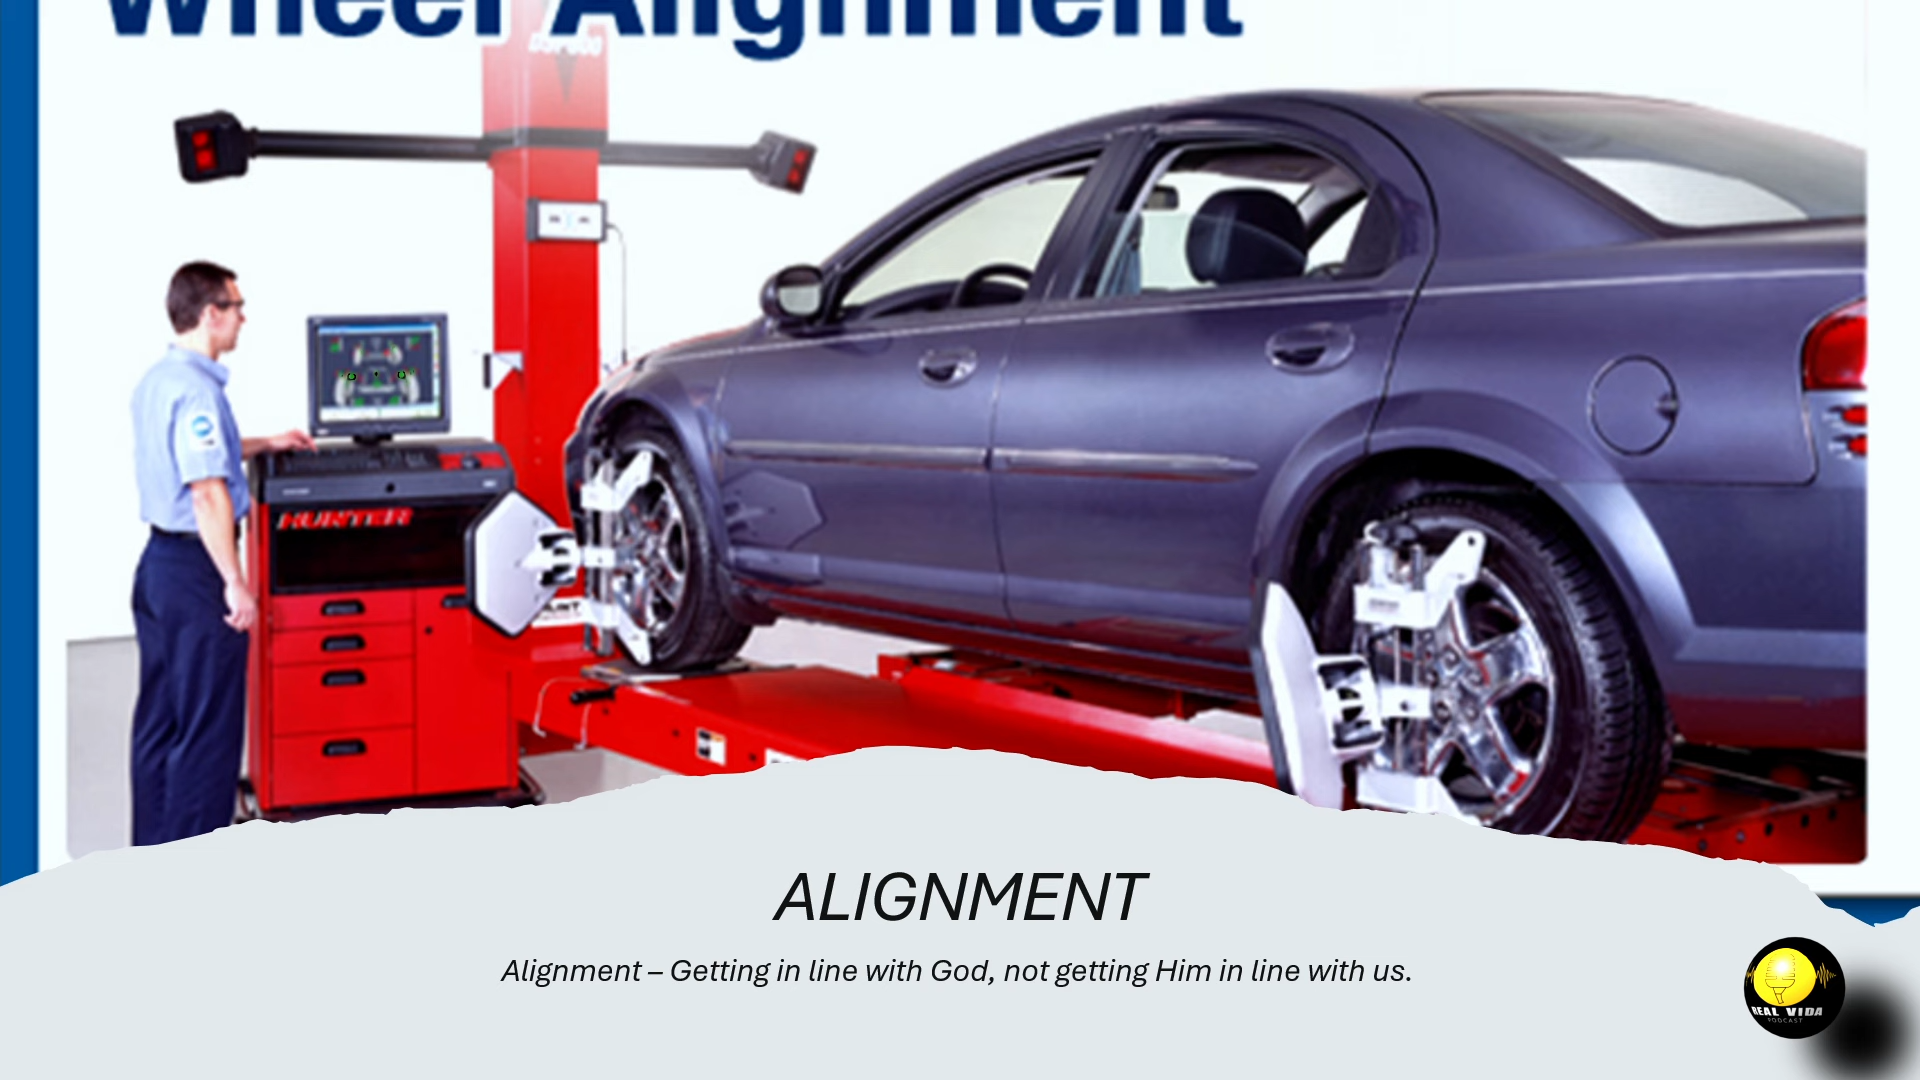 Wheel Alignment
HUNTER
ALIGNMENT
Alignment – Getting in line with God, not getting Him in line with us.
REAL VIDA
PODCAST